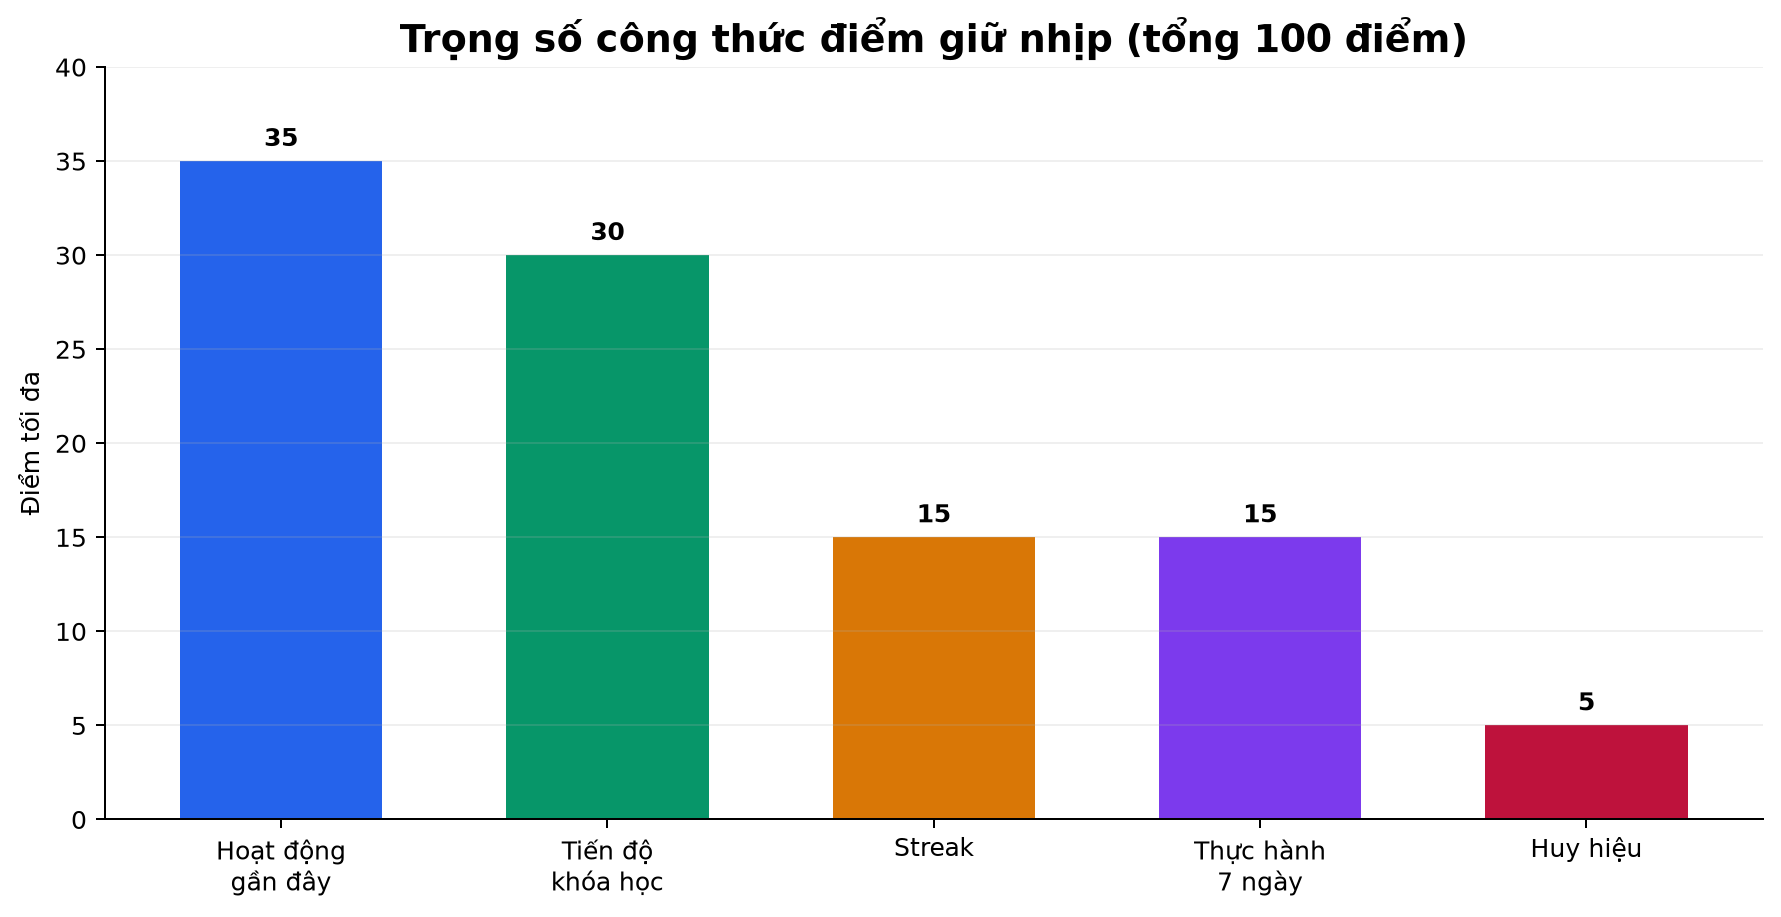 Trọng số công thức điểm giữ nhịp (tổng 100 điểm)
Điểm tối đa
40
35
30
25
20
15
10
5
0
35
30
15
15
5
Hoạt động
gần đây
Tiến độ
khóa học
Streak
Thực hành
7 ngày
Huy hiệu